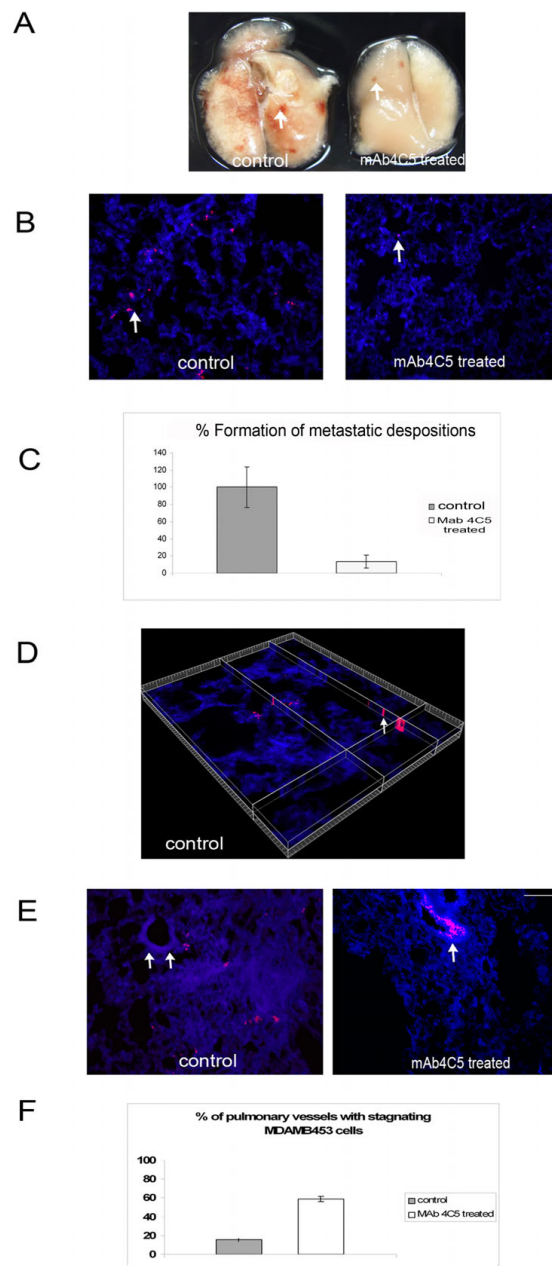 A
control
mAb4C5 treated
B
control
mAb4C5 treated
C
% Formation of metastatic despositions
140
120
100
80
60
40
20
0
control
Mab 4C5
treated
D
control
E
control
mAb4C5 treated
F
% of pulmonary vessels with stagnating
MDAMB453 cells
100
80
60
40
20
0
control
MAb 4C5 treated